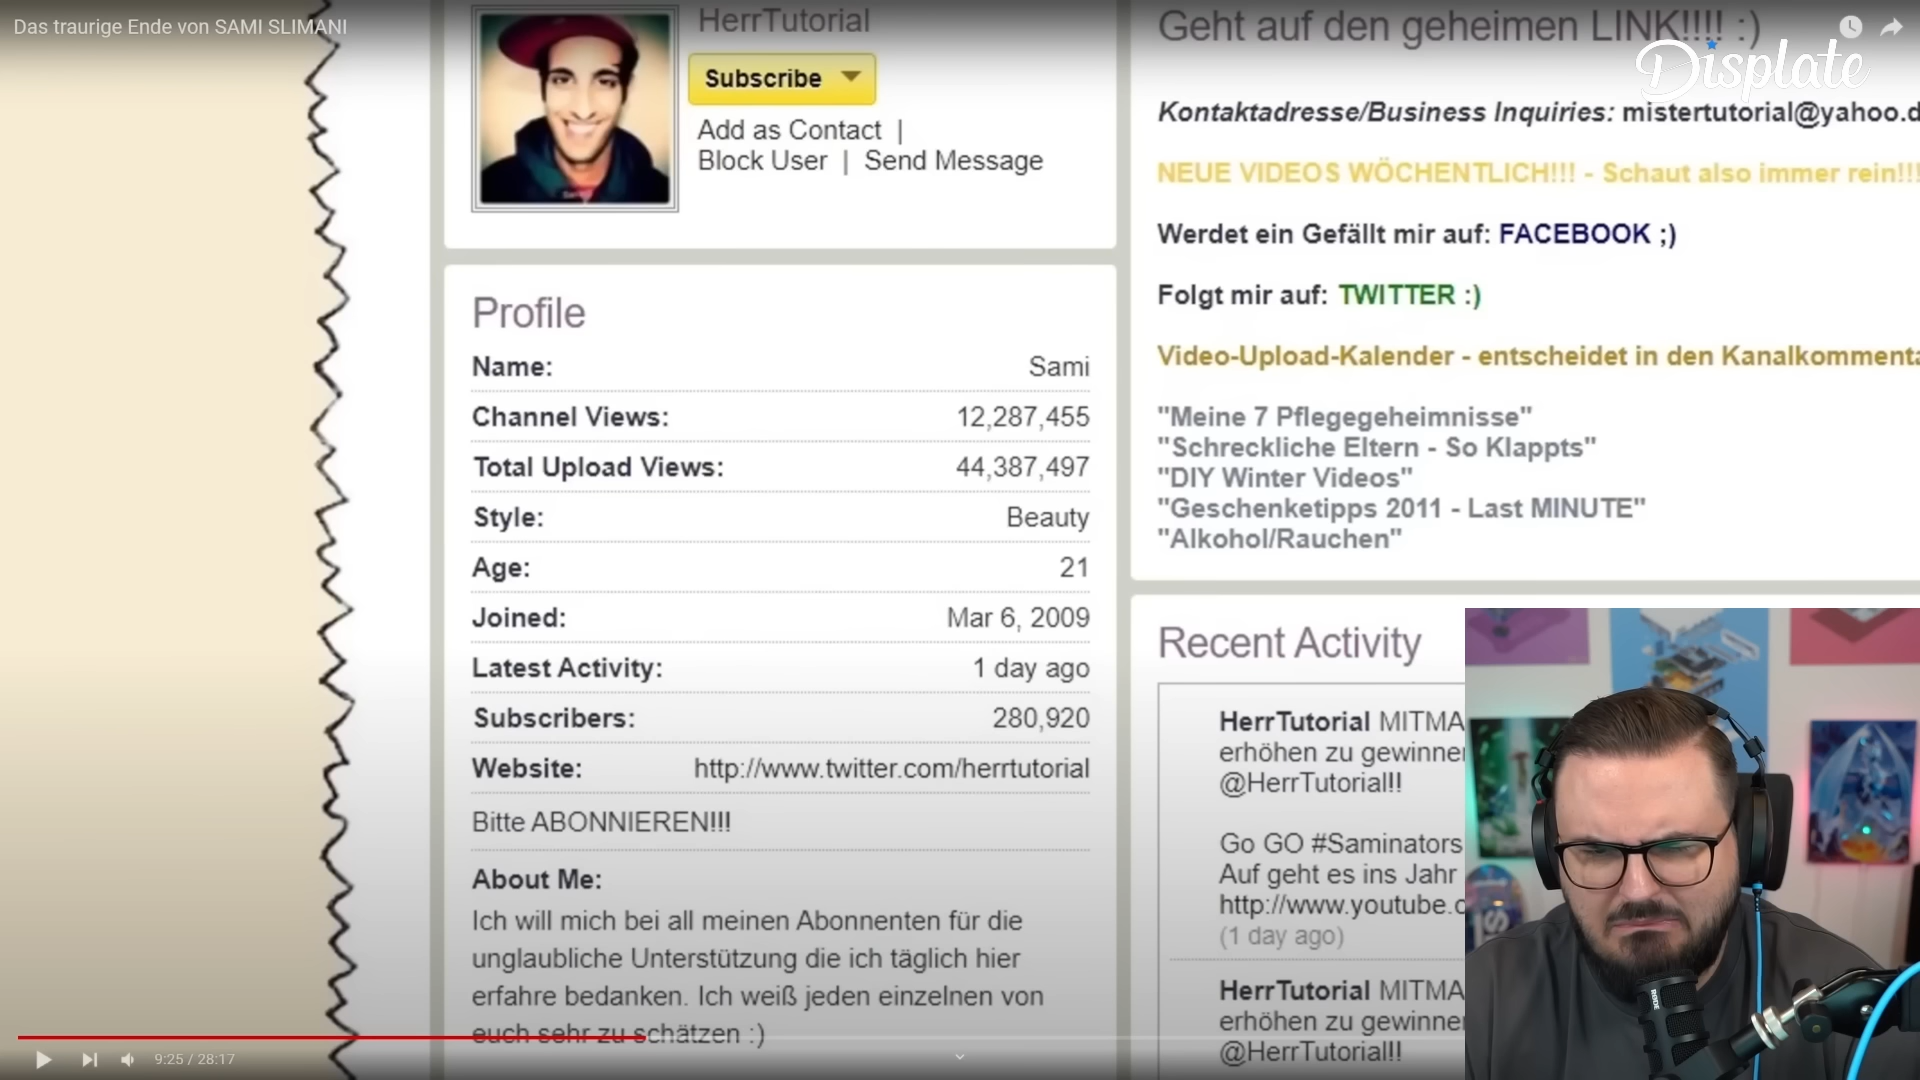 Das traurige Ende von SAMI SLIMANI
HerrTutorial
Subscribe
Add as Contact |
Block User | Send Message
Profile
Name: Sami
Channel Views: 12,287,455
Total Upload Views: 44,387,497
Style: Beauty
Age: 21
Joined: Mar 6, 2009
Latest Activity: 1 day ago
Subscribers: 280,920
Website: http://www.twitter.com/herrtutorial
Bitte ABONNIEREN!!!
About Me:
Ich will mich bei all meinen Abonnenten für die
unglaubliche Unterstützung die ich täglich hier
erfahre bedanken. Ich weiß jeden einzelnen von
euch sehr zu schätzen :)
Geht auf den geheimen LINK!!!! :)
Displate
Kontaktadresse/Business Inquiries: mistertutorial@yahoo.d
NEUE VIDEOS WÖCHENTLICH!!! - Schaut also immer rein!!!
Werdet ein Gefällt mir auf: FACEBOOK ;)
Folgt mir auf: TWITTER :)
Video-Upload-Kalender - entscheidet in den Kanalkommenta
"Meine 7 Pflegegeheimnisse"
"Schreckliche Eltern - So Klappts"
"DIY Winter Videos"
"Geschenketipps 2011 - Last MINUTE"
"Alkohol/Rauchen"
Recent Activity
HerrTutorial MITMA
erhöhen zu gewinne
@HerrTutorial!!
Go GO #Saminators
Auf geht es ins Jahr
http://www.youtube.c
(1 day ago)
HerrTutorial MITMA
erhöhen zu gewinne
@HerrTutorial!!
RØDE
9:25 / 28:17